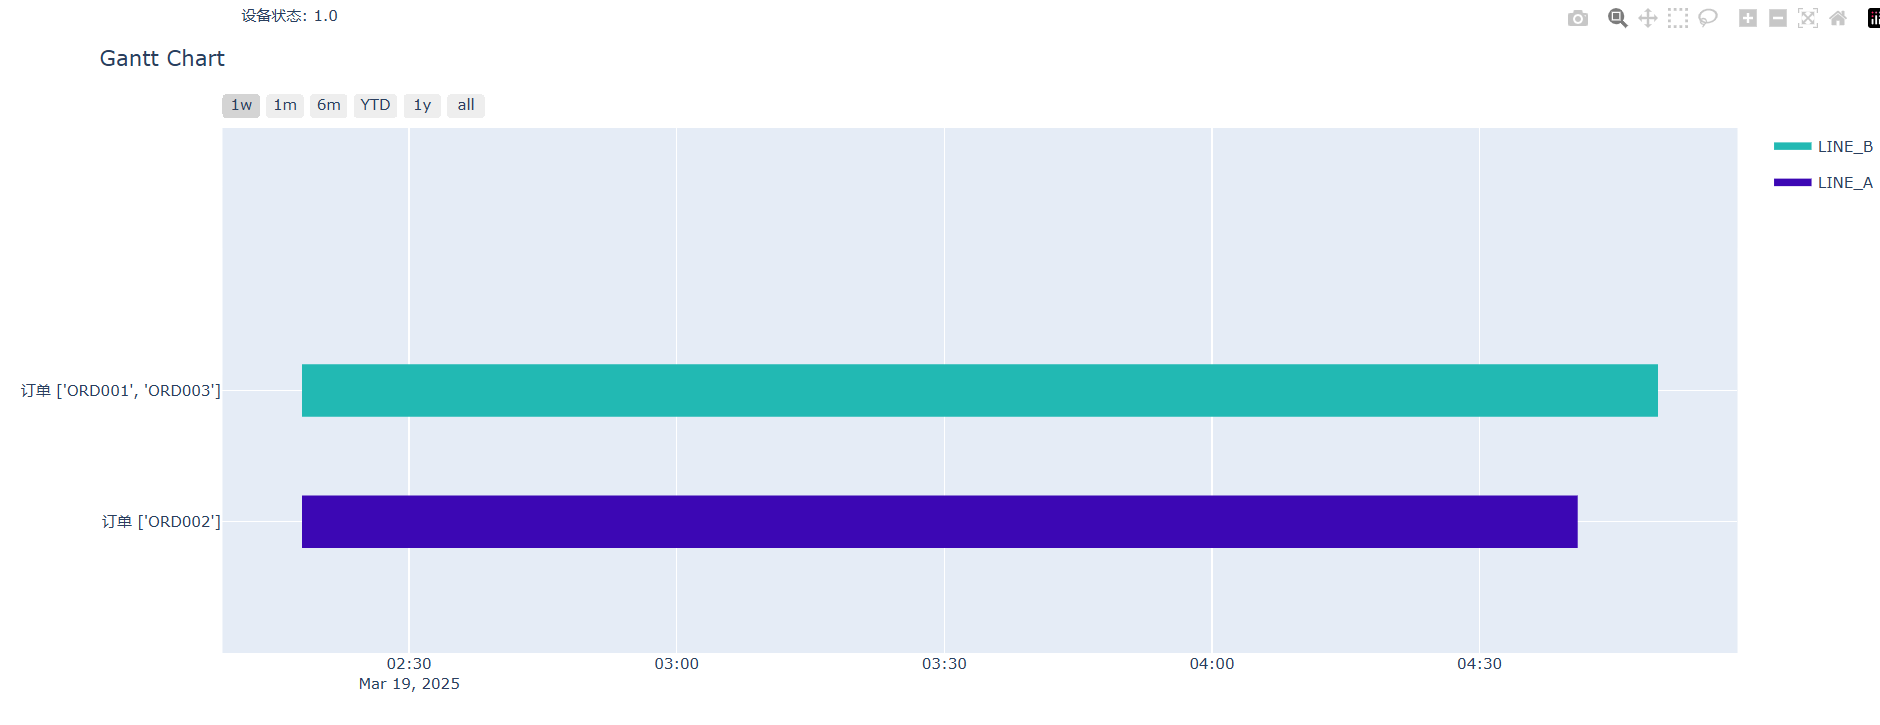 设备状态: 1.0
Gantt Chart
1w 1m 6m YTD 1y all
LINE_B
LINE_A
订单 ['ORD001', 'ORD003']
订单 ['ORD002']
02:30 03:00 03:30 04:00 04:30
Mar 19, 2025